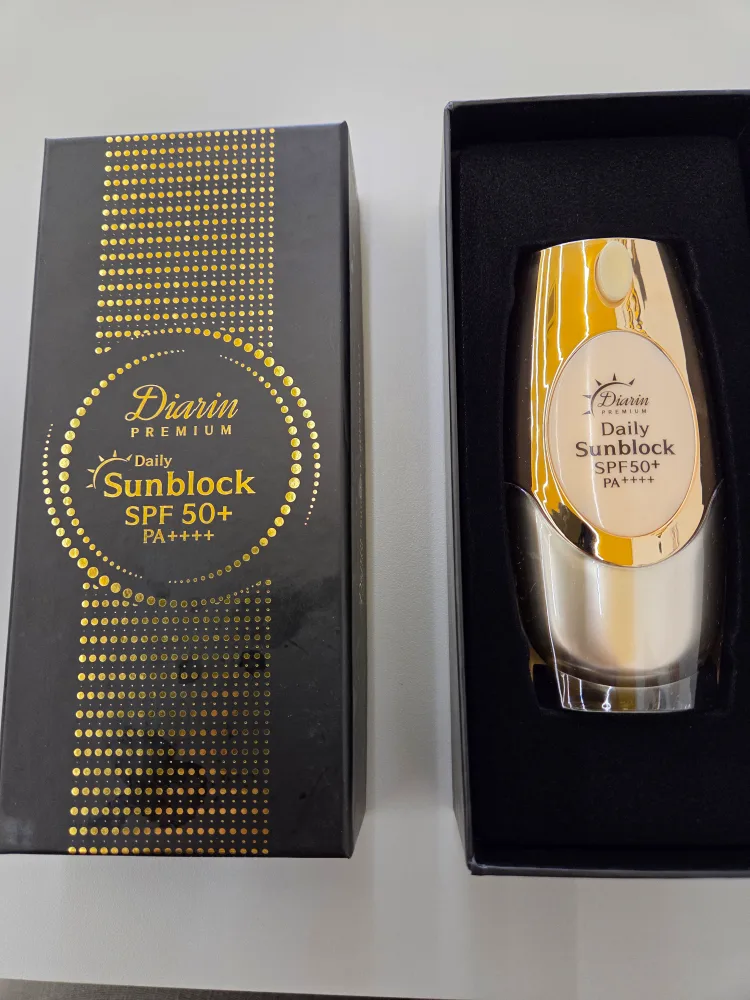 Diarin
PREMIUM
Daily
Sunblock
SPF 50+
PA++++
Diarin
PREMIUM
Daily
Sunblock
SPF50+
PA++++